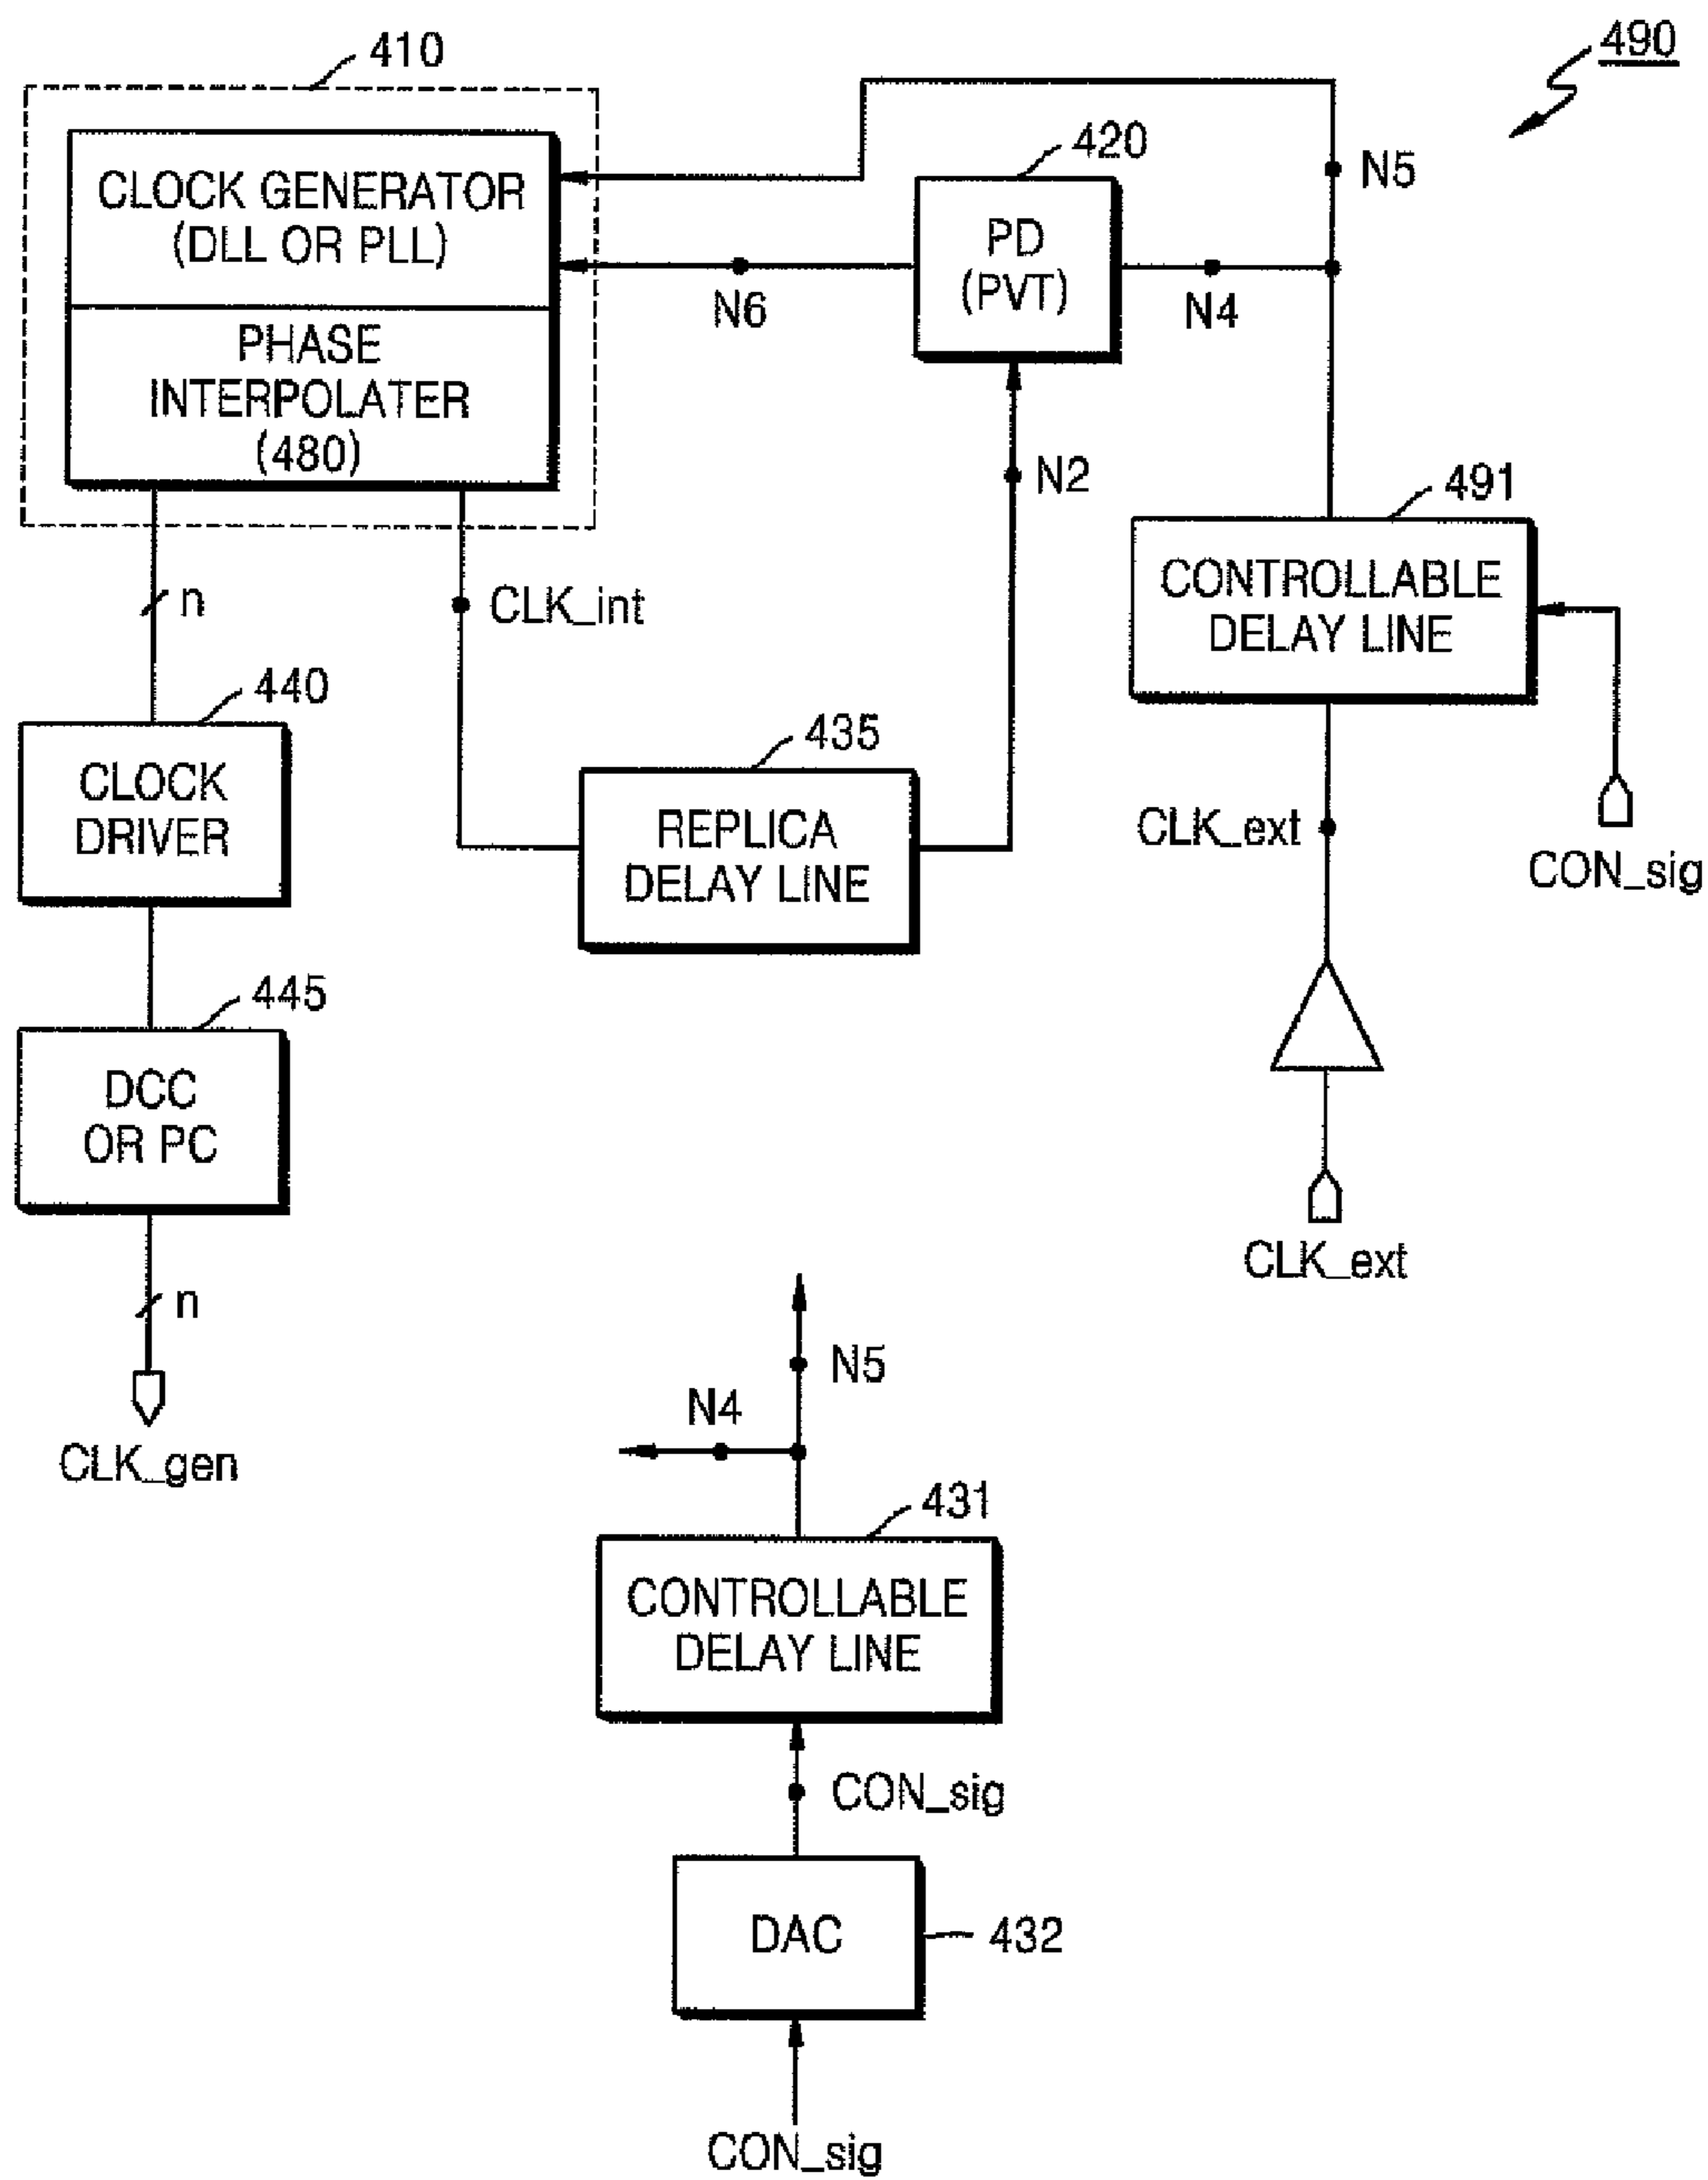 490
410
CLOCK GENERATOR
(DLL OR PLL)
PHASE
INTERPOLATER
(480)
420
PD
(PVT)
N5
N6
N4
N2
491
CONTROLLABLE
DELAY LINE
n
CLK_int
440
CLOCK
DRIVER
435
REPLICA
DELAY LINE
CLK_ext
CON_sig
445
DCC
OR PC
n
CLK_gen
CLK_ext
N5
N4
431
CONTROLLABLE
DELAY LINE
CON_sig
DAC
432
CON_sig